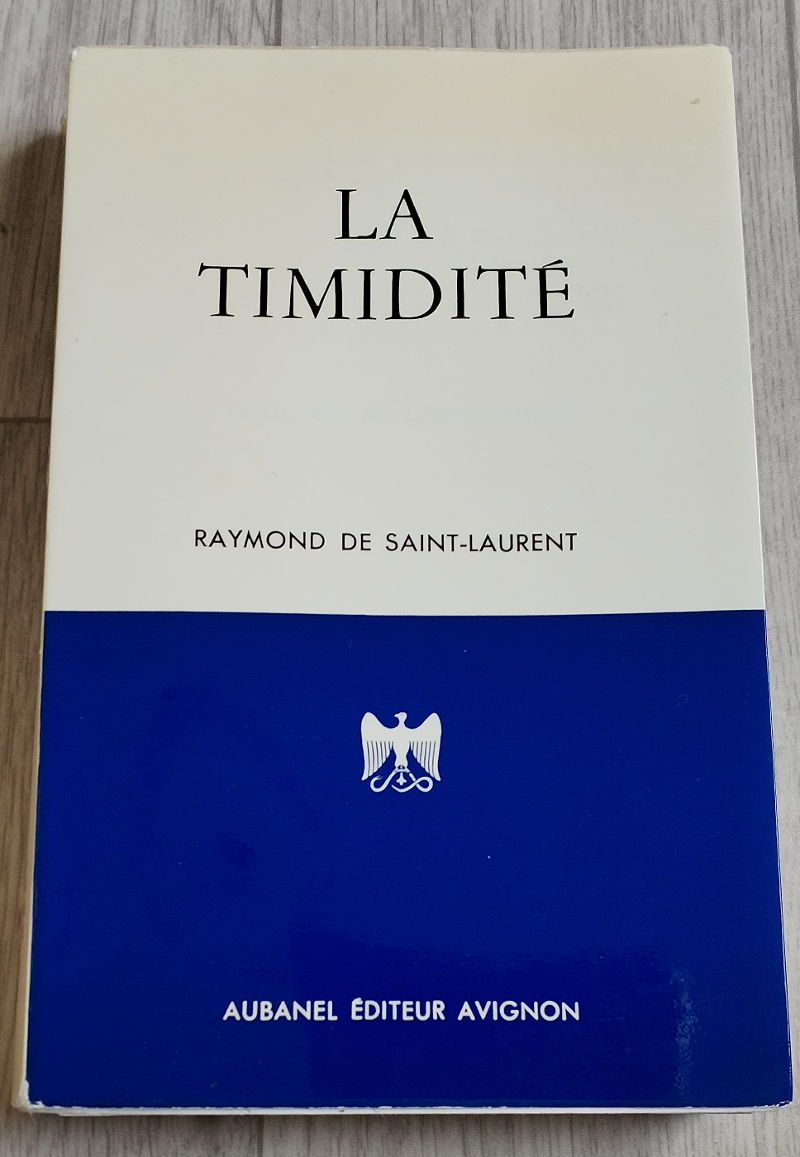 LA
TIMIDITÉ
RAYMOND DE SAINT-LAURENT
AUBANEL ÉDITEUR AVIGNON